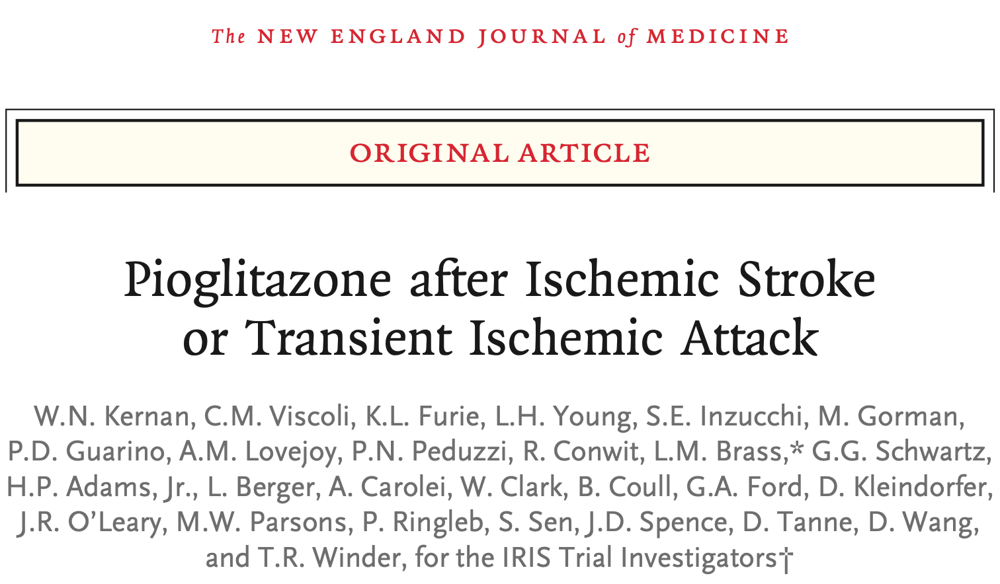 The NEW ENGLAND JOURNAL of MEDICINE
ORIGINAL ARTICLE
Pioglitazone after Ischemic Stroke
or Transient Ischemic Attack
W.N. Kernan, C.M. Viscoli, K.L. Furie, L.H. Young, S.E. Inzucchi, M. Gorman,
P.D. Guarino, A.M. Lovejoy, P.N. Peduzzi, R. Conwit, L.M. Brass,* G.G. Schwartz,
H.P. Adams, Jr., L. Berger, A. Carolei, W. Clark, B. Coull, G.A. Ford, D. Kleindorfer,
J.R. O’Leary, M.W. Parsons, P. Ringleb, S. Sen, J.D. Spence, D. Tanne, D. Wang,
and T.R. Winder, for the IRIS Trial Investigators†